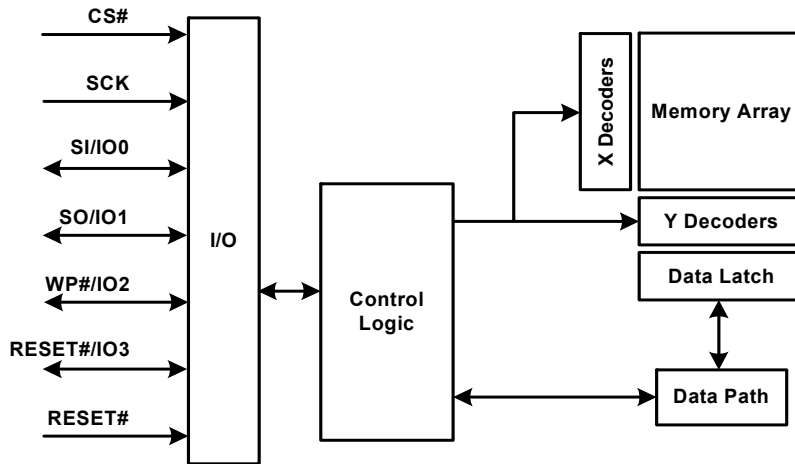 CS#
SCK
SI/IO0
SO/IO1
WP#/IO2
RESET#/IO3
RESET#
I/O
Control
Logic
X Decoders
Memory Array
Y Decoders
Data Latch
Data Path